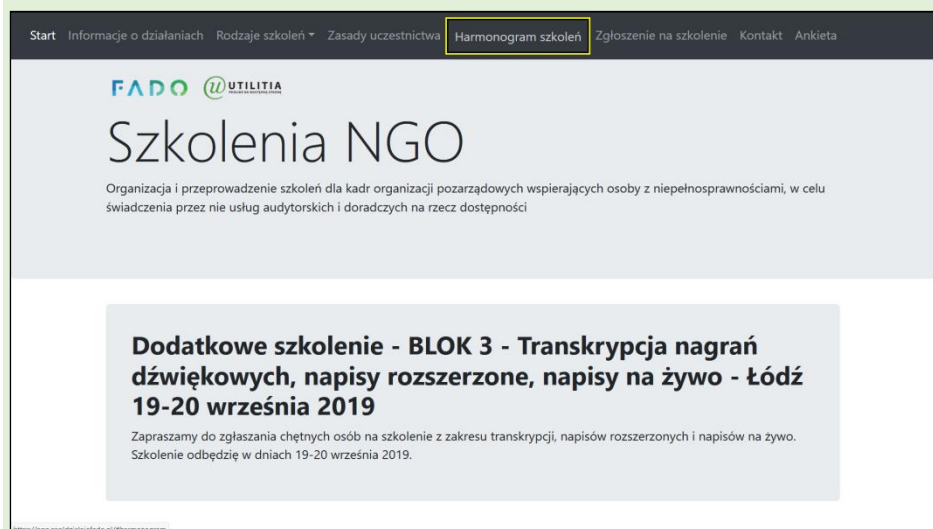 Start Informacje o działaniach Rodzaje szkoleń Zasady uczestnictwa Harmonogram szkoleń Zgłoszenie na szkolenie Kontakt Ankieta
FADO UTILITIA
Szkolenia NGO
Organizacja i przeprowadzenie szkoleń dla kadr organizacji pozarządowych wspierających osoby z niepełnosprawnościami, w celu
świadczenia przez nie usług audytorskich i doradczych na rzecz dostępności
Dodatkowe szkolenie - BLOK 3 - Transkrypcja nagrań
dźwiękowych, napisy rozszerzone, napisy na żywo - Łódź
19-20 września 2019
Zapraszamy do zgłaszania chętnych osób na szkolenie z zakresu transkrypcji, napisów rozszerzonych i napisów na żywo.
Szkolenie odbędzie w dniach 19-20 września 2019.